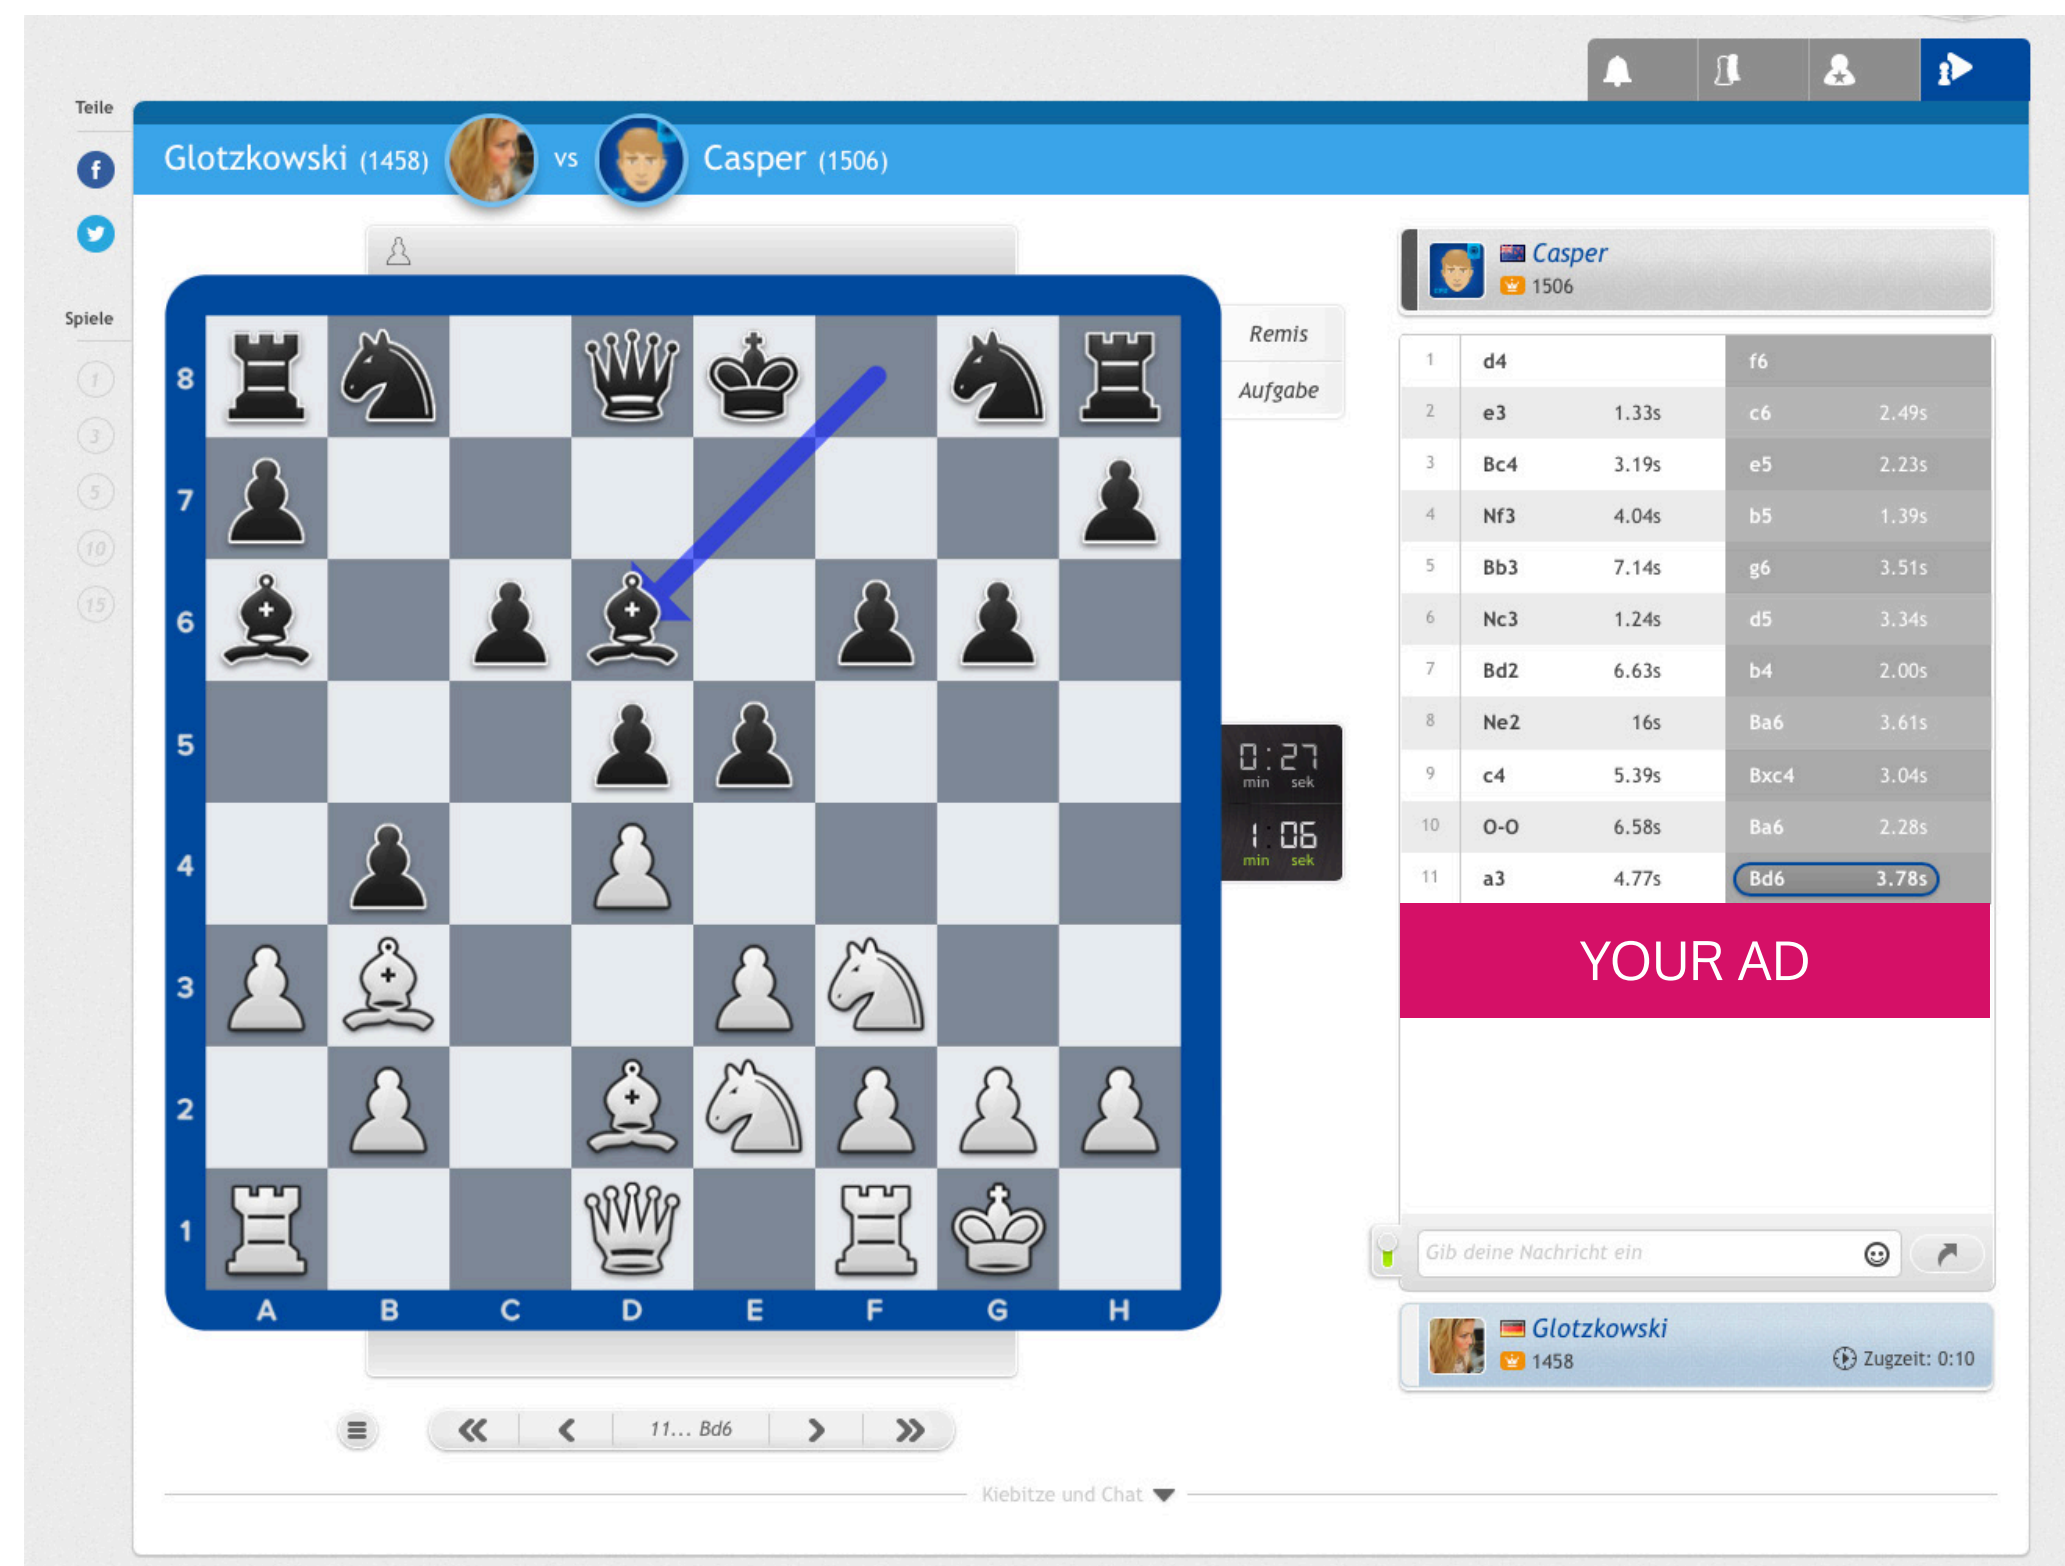 Teile
Glotzkowski (1458) vs Casper (1506)
Spiele
1
3
5
10
15
8
7
6
5
4
3
2
1
A B C D E F G H
Remis
Aufgabe
0:27
min sek
1:06
min sek
Casper
1506
1 d4 f6
2 e3 1.33s c6 2.49s
3 Bc4 3.19s e5 2.23s
4 Nf3 4.04s b5 1.39s
5 Bb3 7.14s g6 3.51s
6 Nc3 1.24s d5 3.34s
7 Bd2 6.63s b4 2.00s
8 Ne2 16s Ba6 3.61s
9 c4 5.39s Bxc4 3.04s
10 O-O 6.58s Ba6 2.28s
11 a3 4.77s Bd6 3.78s
YOUR AD
Gib deine Nachricht ein
Glotzkowski
1458
Zugzeit: 0:10
11... Bd6
Kiebitze und Chat